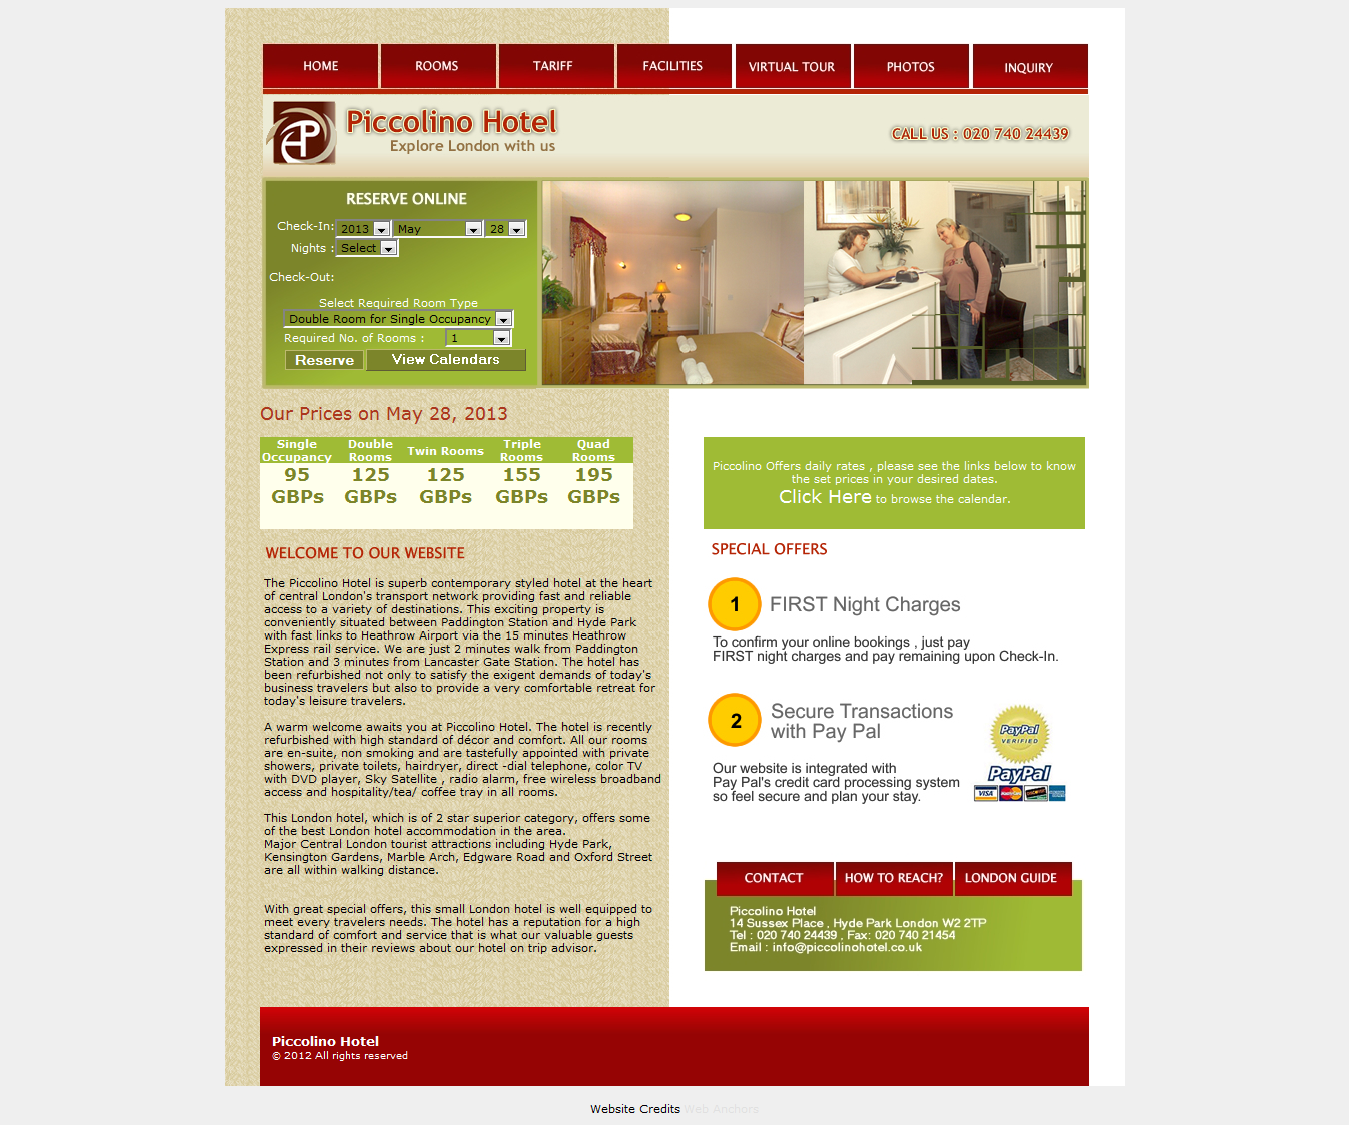 HOME
ROOMS
TARIFF
FACILITIES
VIRTUAL TOUR
PHOTOS
INQUIRY
Piccolino Hotel
Explore London with us
CALL US : 020 740 24439
RESERVE ONLINE
Check-In: 2013 May 28
Nights : Select
Check-Out:
Select Required Room Type
Double Room for Single Occupancy
Required No. of Rooms : 1
Reserve View Calendars
Our Prices on May 28, 2013
Single Occupancy
Double Rooms
Twin Rooms
Triple Rooms
Quad Rooms
95 GBPs
125 GBPs
125 GBPs
155 GBPs
195 GBPs
Piccolino Offers daily rates , please see the links below to know
the set prices in your desired dates.
Click Here to browse the calendar.
WELCOME TO OUR WEBSITE
The Piccolino Hotel is superb contemporary styled hotel at the heart
of central London's transport network providing fast and reliable
access to a variety of destinations. This exciting property is
conveniently situated between Paddington Station and Hyde Park
with fast links to Heathrow Airport via the 15 minutes Heathrow
Express rail service. We are just 2 minutes walk from Paddington
Station and 3 minutes from Lancaster Gate Station. The hotel has
been refurbished not only to satisfy the exigent demands of today's
business travelers but also to provide a very comfortable retreat for
today's leisure travelers.
A warm welcome awaits you at Piccolino Hotel. The hotel is recently
refurbished with high standard of décor and comfort. All our rooms
are en-suite, non smoking and are tastefully appointed with private
showers, private toilets, hairdryer, direct -dial telephone, color TV
with DVD player, Sky Satellite , radio alarm, free wireless broadband
access and hospitality/tea/ coffee tray in all rooms.
This London hotel, which is of 2 star superior category, offers some
of the best London hotel accommodation in the area.
Major Central London tourist attractions including Hyde Park,
Kensington Gardens, Marble Arch, Edgware Road and Oxford Street
are all within walking distance.
With great special offers, this small London hotel is well equipped to
meet every travelers needs. The hotel has a reputation for a high
standard of comfort and service that is what our valuable guests
expressed in their reviews about our hotel on trip advisor.
SPECIAL OFFERS
1 FIRST Night Charges
To confirm your online bookings , just pay
FIRST night charges and pay remaining upon Check-In.
2 Secure Transactions
with Pay Pal
Our website is integrated with
Pay Pal's credit card processing system
so feel secure and plan your stay.
PayPal
VERIFIED
PayPal
VISA MasterCard DISCOVER
CONTACT
HOW TO REACH?
LONDON GUIDE
Piccolino Hotel
14 Sussex Place , Hyde Park London W2 2TP
Tel : 020 740 24439 , Fax: 020 740 21454
Email : info@piccolinohotel.co.uk
Piccolino Hotel
© 2012 All rights reserved
Website Credits Web Anchors